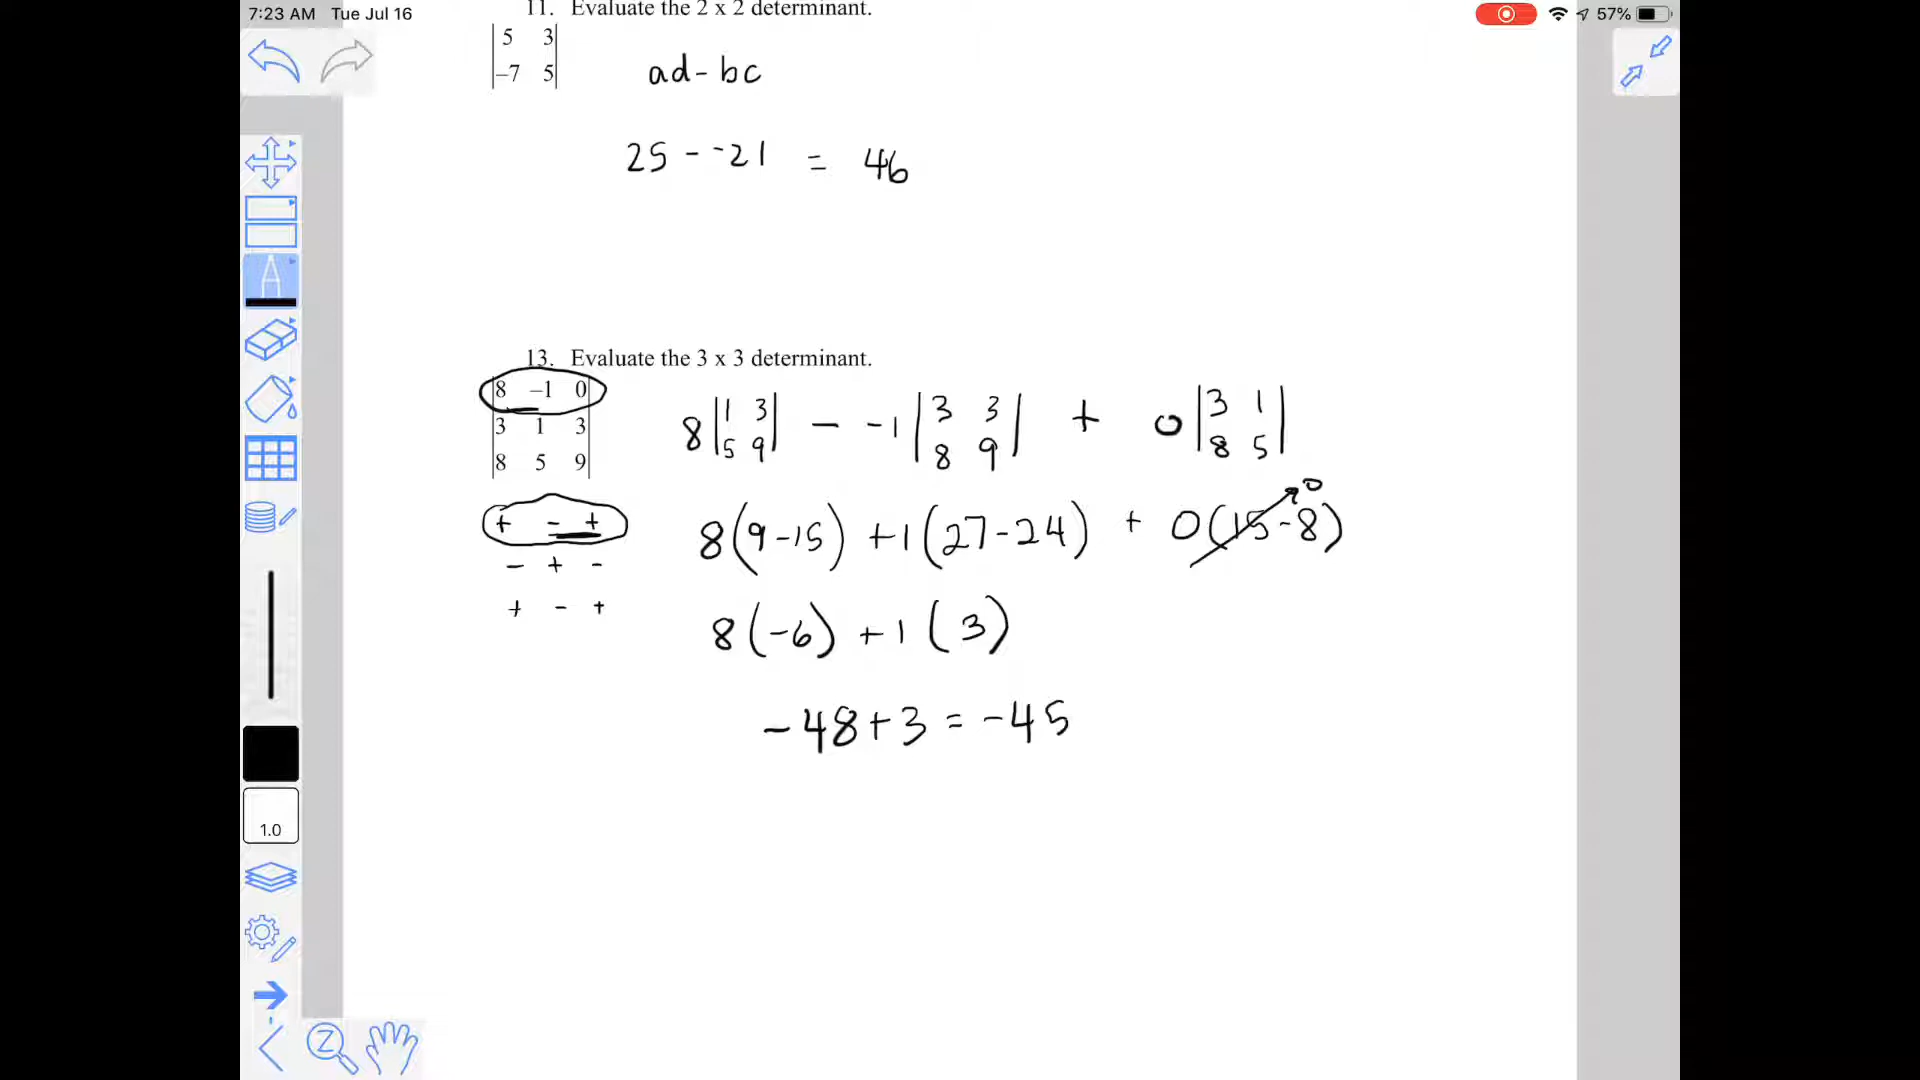 7:23 AM Tue Jul 16
57%
11. Evaluate the 2 x 2 determinant.
|5 3|
|–7 5|
ad - bc
25 - -21 = 46
13. Evaluate the 3 x 3 determinant.
|8 –1 0|
|3 1 3|
|8 5 9|
8 |1 3| - -1 |3 3| + 0 |3 1|
|5 9| |8 9| |8 5|
+ - +
- + -
+ - +
8(9-15) +1(27-24) + 0(15-8) 0
8(-6) +1(3)
-48+3 = -45
1.0
Z